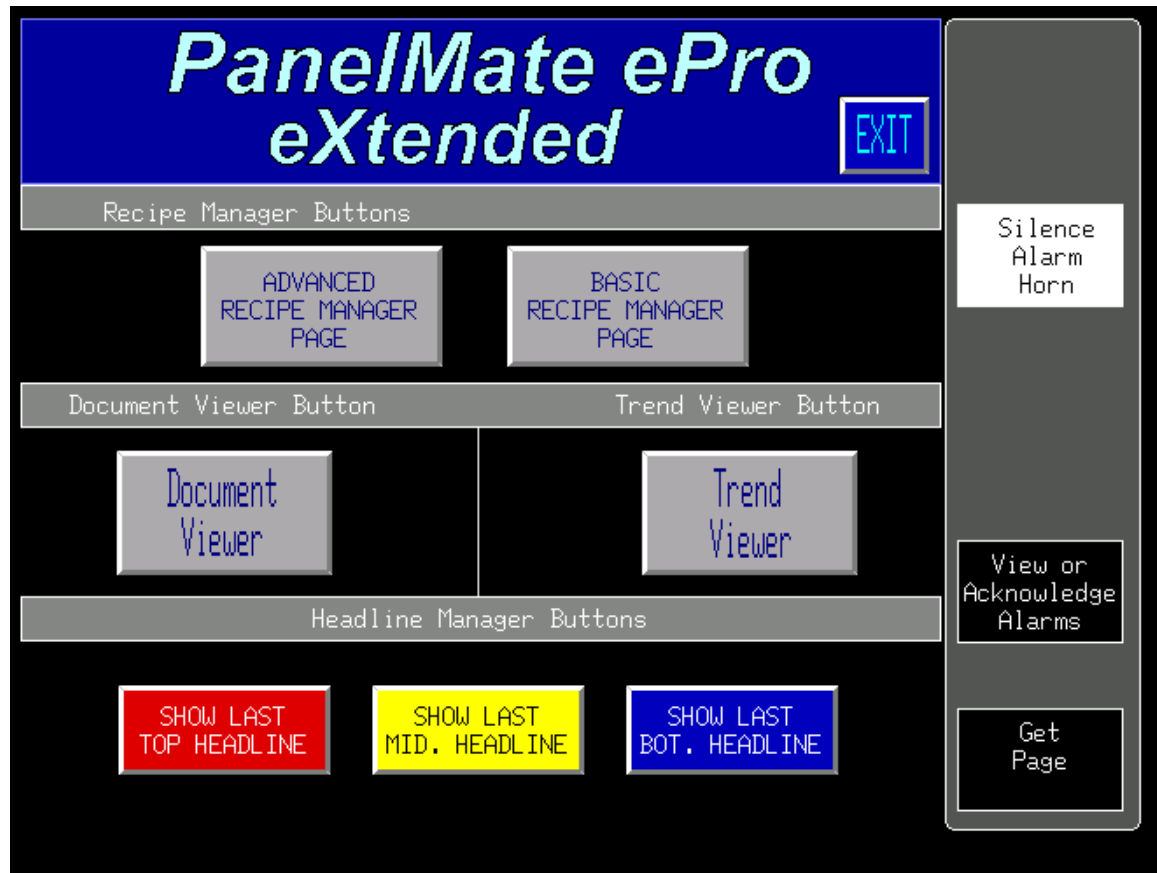 PanelMate ePro
eXtended
EXIT
Recipe Manager Buttons
ADVANCED
RECIPE MANAGER
PAGE
BASIC
RECIPE MANAGER
PAGE
Document Viewer Button
Trend Viewer Button
Document
Viewer
Trend
Viewer
Headline Manager Buttons
SHOW LAST
TOP HEADLINE
SHOW LAST
MID. HEADLINE
SHOW LAST
BOT. HEADLINE
Silence
Alarm
Horn
View or
Acknowledge
Alarms
Get
Page